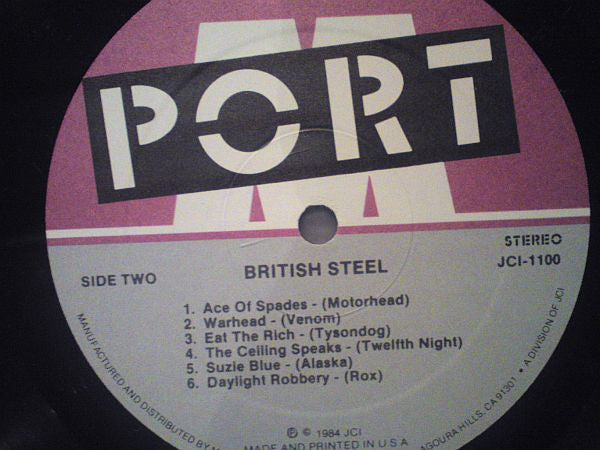 M
PORT
STEREO
SIDE TWO
BRITISH STEEL
JCI-1100
1. Ace Of Spades - (Motorhead)
2. Warhead - (Venom)
3. Eat The Rich - (Tysondog)
4. The Ceiling Speaks - (Twelfth Night)
5. Suzie Blue - (Alaska)
6. Daylight Robbery - (Rox)
℗ © 1984 JCI
MADE AND PRINTED IN U.S.A.
MANUFACTURED AND DISTRIBUTED BY
AGOURA HILLS, CA 91301 • A DIVISION OF JCI